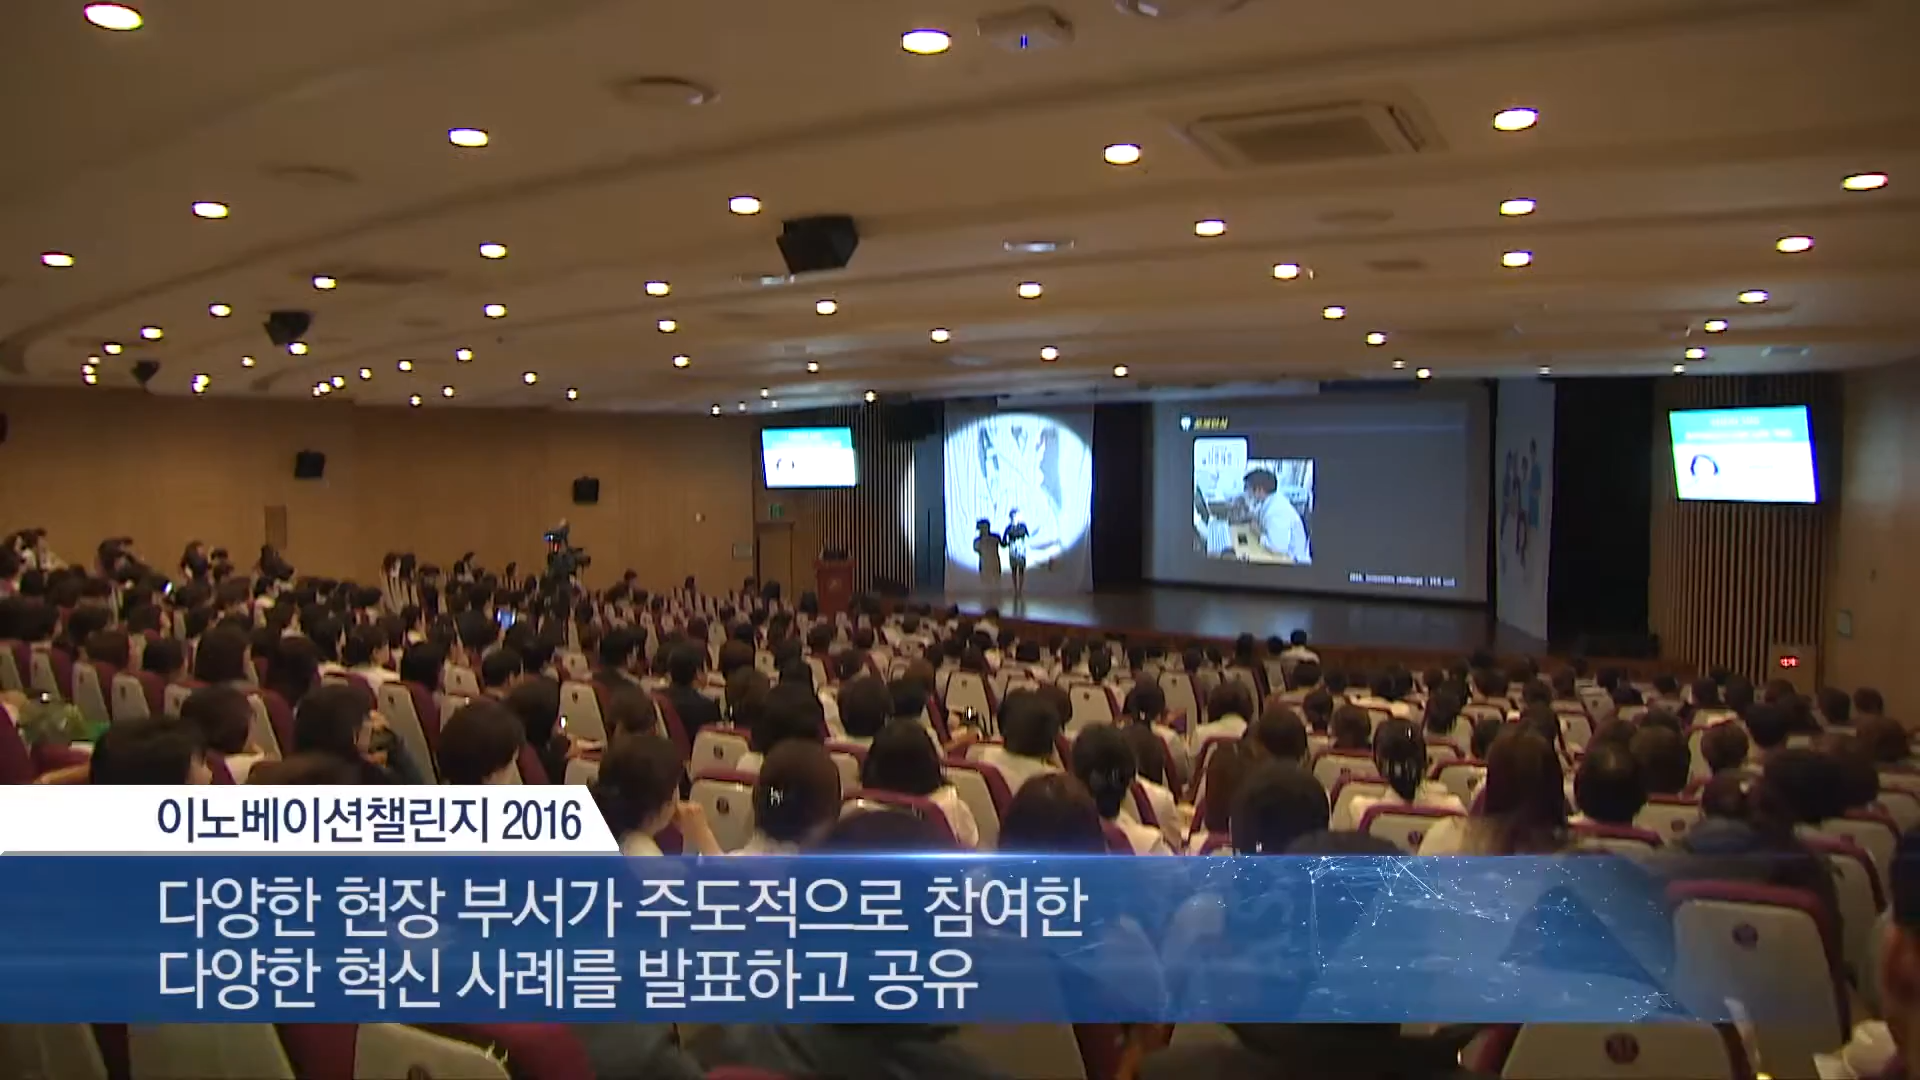 이노베이션챌린지 2016
다양한 현장 부서가 주도적으로 참여한
다양한 혁신 사례를 발표하고 공유